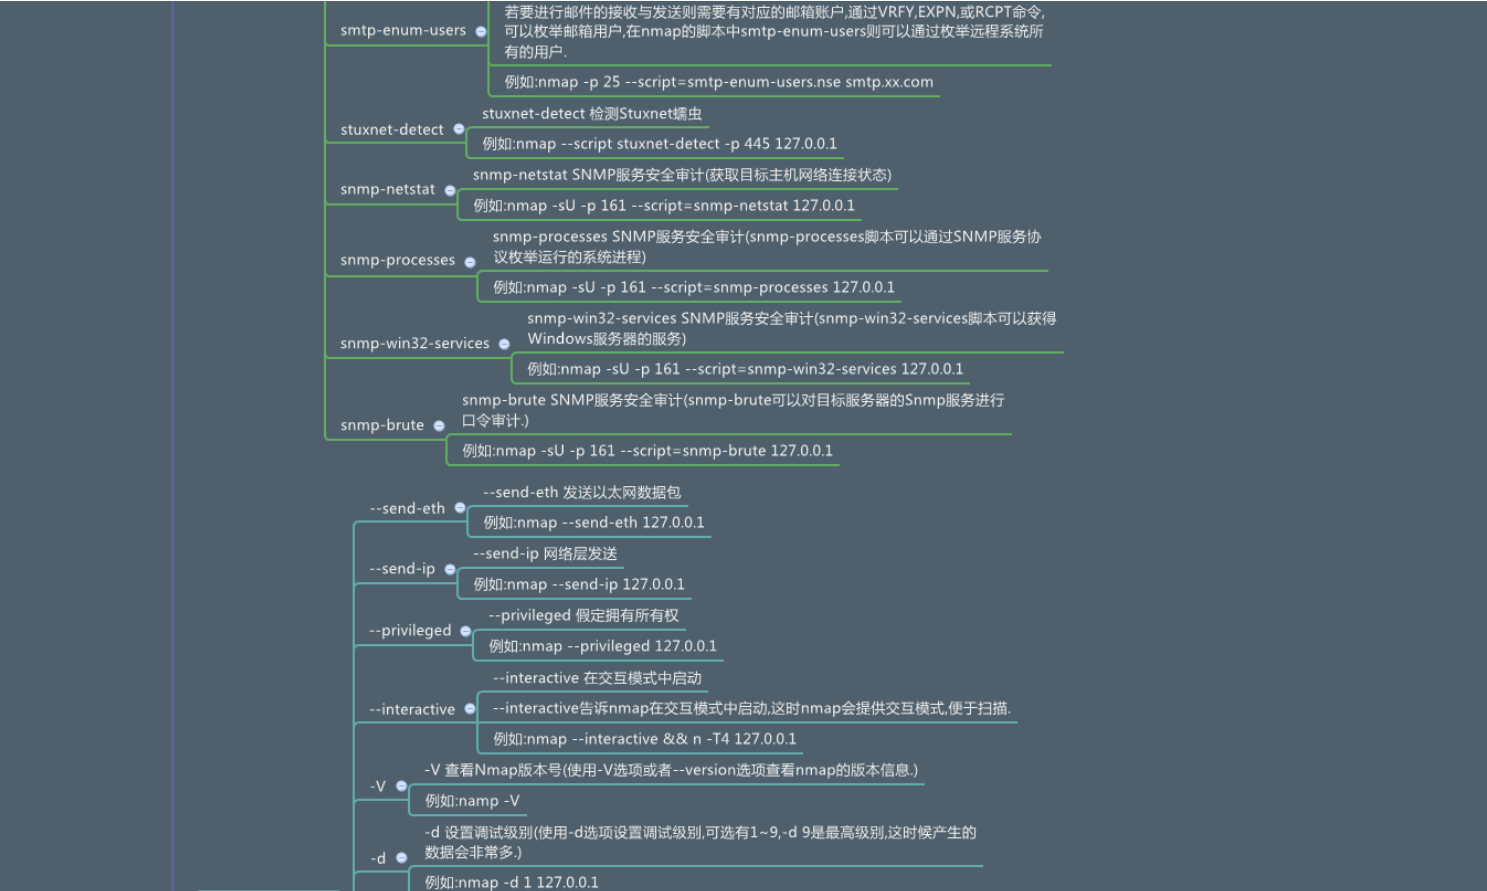 若要进行邮件的接收与发送则需要有对应的邮箱账户,通过VRFY,EXPN,或RCPT命令,
可以枚举邮箱用户,在nmap的脚本中smtp-enum-users则可以通过枚举远程系统所
有的用户.
smtp-enum-users
例如:nmap -p 25 --script=smtp-enum-users.nse smtp.xx.com
stuxnet-detect 检测Stuxnet蠕虫
stuxnet-detect
例如:nmap --script stuxnet-detect -p 445 127.0.0.1
snmp-netstat SNMP服务安全审计(获取目标主机网络连接状态)
snmp-netstat
例如:nmap -sU -p 161 --script=snmp-netstat 127.0.0.1
snmp-processes SNMP服务安全审计(snmp-processes脚本可以通过SNMP服务协
议枚举运行的系统进程)
snmp-processes
例如:nmap -sU -p 161 --script=snmp-processes 127.0.0.1
snmp-win32-services SNMP服务安全审计(snmp-win32-services脚本可以获得
Windows服务器的服务)
snmp-win32-services
例如:nmap -sU -p 161 --script=snmp-win32-services 127.0.0.1
snmp-brute SNMP服务安全审计(snmp-brute可以对目标服务器的Snmp服务进行
口令审计.)
snmp-brute
例如:nmap -sU -p 161 --script=snmp-brute 127.0.0.1
--send-eth 发送以太网数据包
--send-eth
例如:nmap --send-eth 127.0.0.1
--send-ip 网络层发送
--send-ip
例如:nmap --send-ip 127.0.0.1
--privileged 假定拥有所有权
--privileged
例如:nmap --privileged 127.0.0.1
--interactive 在交互模式中启动
--interactive
--interactive告诉nmap在交互模式中启动,这时nmap会提供交互模式,便于扫描.
例如:nmap --interactive && n -T4 127.0.0.1
-V 查看Nmap版本号(使用-V选项或者--version选项查看nmap的版本信息.)
-V
例如:namp -V
-d 设置调试级别(使用-d选项设置调试级别,可选有1~9,-d 9是最高级别,这时候产生的
数据会非常多.)
-d
例如:nmap -d 1 127.0.0.1